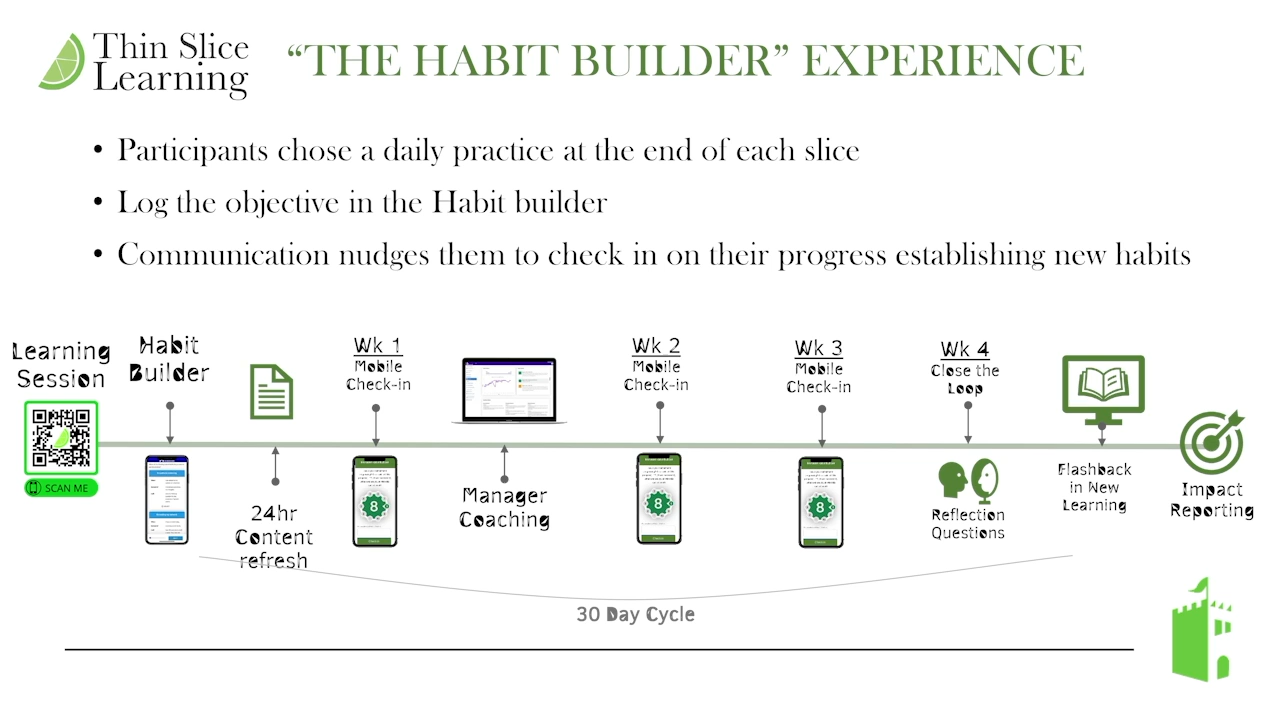 Thin Slice
Learning
“THE HABIT BUILDER” EXPERIENCE
• Participants chose a daily practice at the end of each slice
• Log the objective in the Habit builder
• Communication nudges them to check in on their progress establishing new habits
Learning
Session
SCAN ME
Habit
Builder
24hr
Content
refresh
Wk 1
Mobile
Check-in
8
Manager
Coaching
Wk 2
Mobile
Check-in
8
Wk 3
Mobile
Check-in
8
Wk 4
Close the
Loop
Reflection
Questions
Flashback
in New
Learning
Impact
Reporting
30 Day Cycle